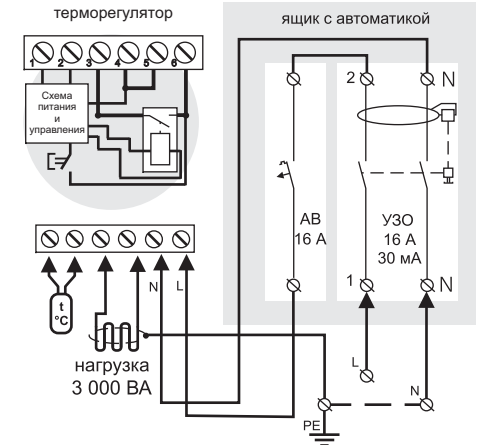 терморегулятор
ящик с автоматикой
1 2 3 4 5 6
2 N
Схема
питания
и
управления
АВ
16 А
УЗО
16 А
30 мА
1 N
N L
t
°C
нагрузка
3 000 ВА
L
N
PE